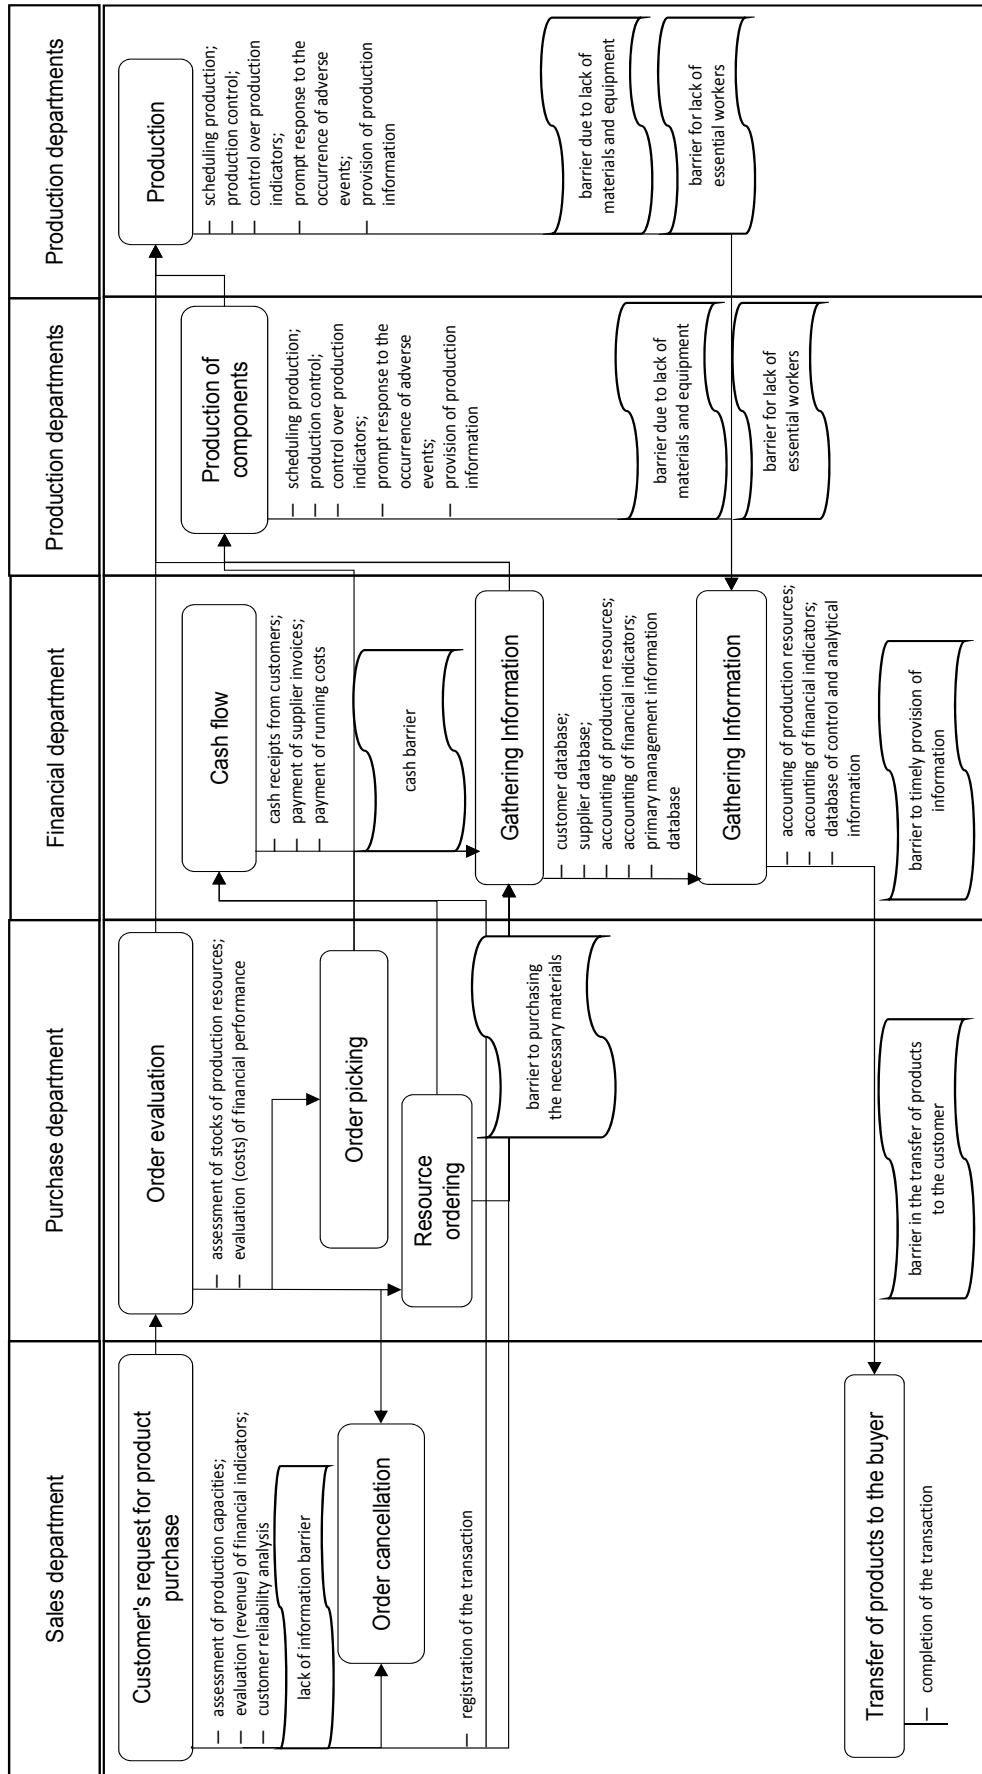 Sales department
Purchase department
Financial department
Production departments
Production departments
Customer's request for product
purchase
— assessment of production capacities;
— evaluation (revenue) of financial indicators;
— customer reliability analysis
lack of information barrier
Order cancellation
— registration of the transaction
Transfer of products to the buyer
— completion of the transaction
Order evaluation
— assessment of stocks of production resources;
— evaluation (costs) of financial performance
Order picking
Resource
ordering
barrier to purchasing
the necessary materials
barrier in the transfer of products
to the customer
Cash flow
— cash receipts from customers;
— payment of supplier invoices;
— payment of running costs
cash barrier
Gathering Information
— customer database;
— supplier database;
— accounting of production resources;
— accounting of financial indicators;
— primary management information
database
Gathering Information
— accounting of production resources;
— accounting of financial indicators;
— database of control and analytical
information
barrier to timely provision of
information
Production of
components
— scheduling production;
— production control;
— control over production
indicators;
— prompt response to the
occurrence of adverse
events;
— provision of production
information
barrier due to lack of
materials and equipment
barrier for lack of
essential workers
Production
— scheduling production;
— production control;
— control over production
indicators;
— prompt response to the
occurrence of adverse
events;
— provision of production
information
barrier due to lack of
materials and equipment
barrier for lack of
essential workers